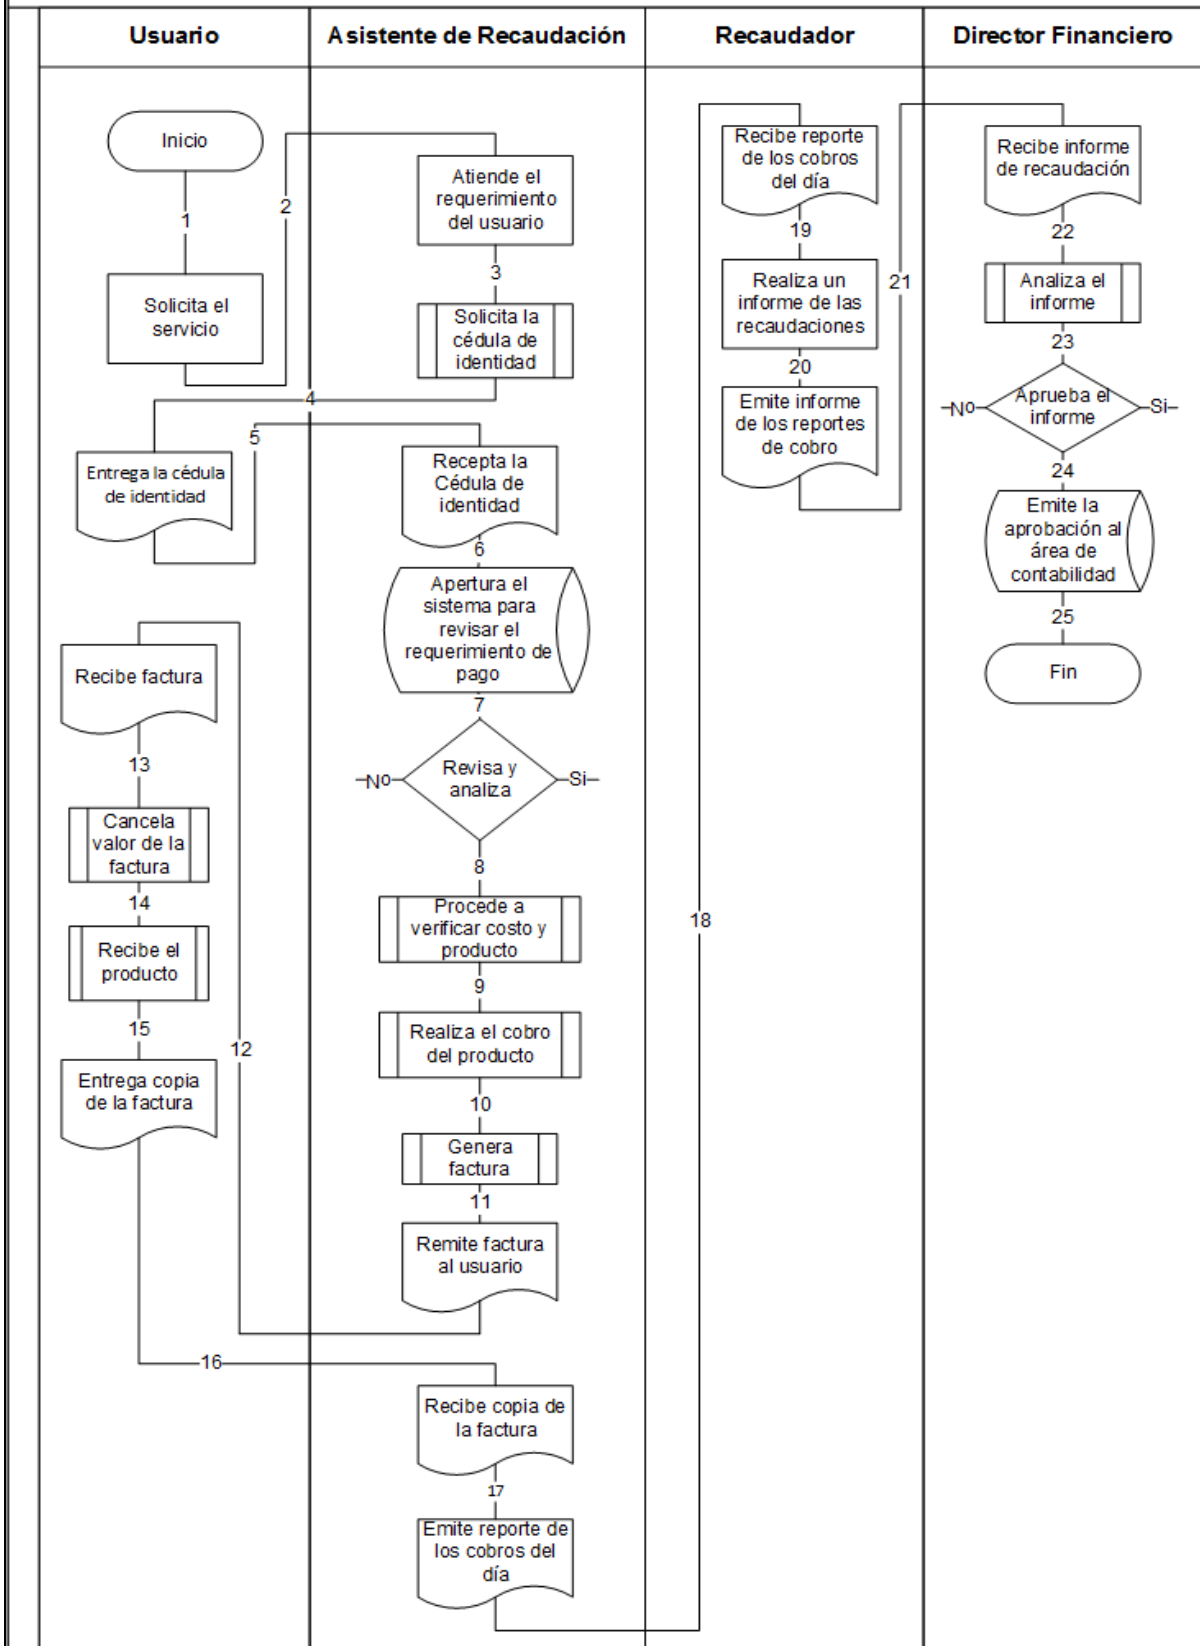 Usuario
Asistente de Recaudación
Recaudador
Director Financiero
Inicio
1
Solicita el
servicio
2
Atiende el
requerimiento
del usuario
3
Solicita la
cédula de
identidad
4
Entrega la cédula
de identidad
5
Recepta la
Cédula de
identidad
6
Apertura el
sistema para
revisar el
requerimiento de
pago
7
Revisa y
analiza
No
Si
8
Procede a
verificar costo y
producto
9
Realiza el cobro
del producto
10
Genera
factura
11
Remite factura
al usuario
12
Recibe factura
13
Cancela
valor de la
factura
14
Recibe el
producto
15
Entrega copia
de la factura
16
Recibe copia de
la factura
17
Emite reporte de
los cobros del
día
18
Recibe reporte
de los cobros
del día
19
Realiza un
informe de las
recaudaciones
20
Emite informe
de los reportes
de cobro
21
Recibe informe
de recaudación
22
Analiza el
informe
23
Aprueba el
informe
No
Si
24
Emite la
aprobación al
área de
contabilidad
25
Fin